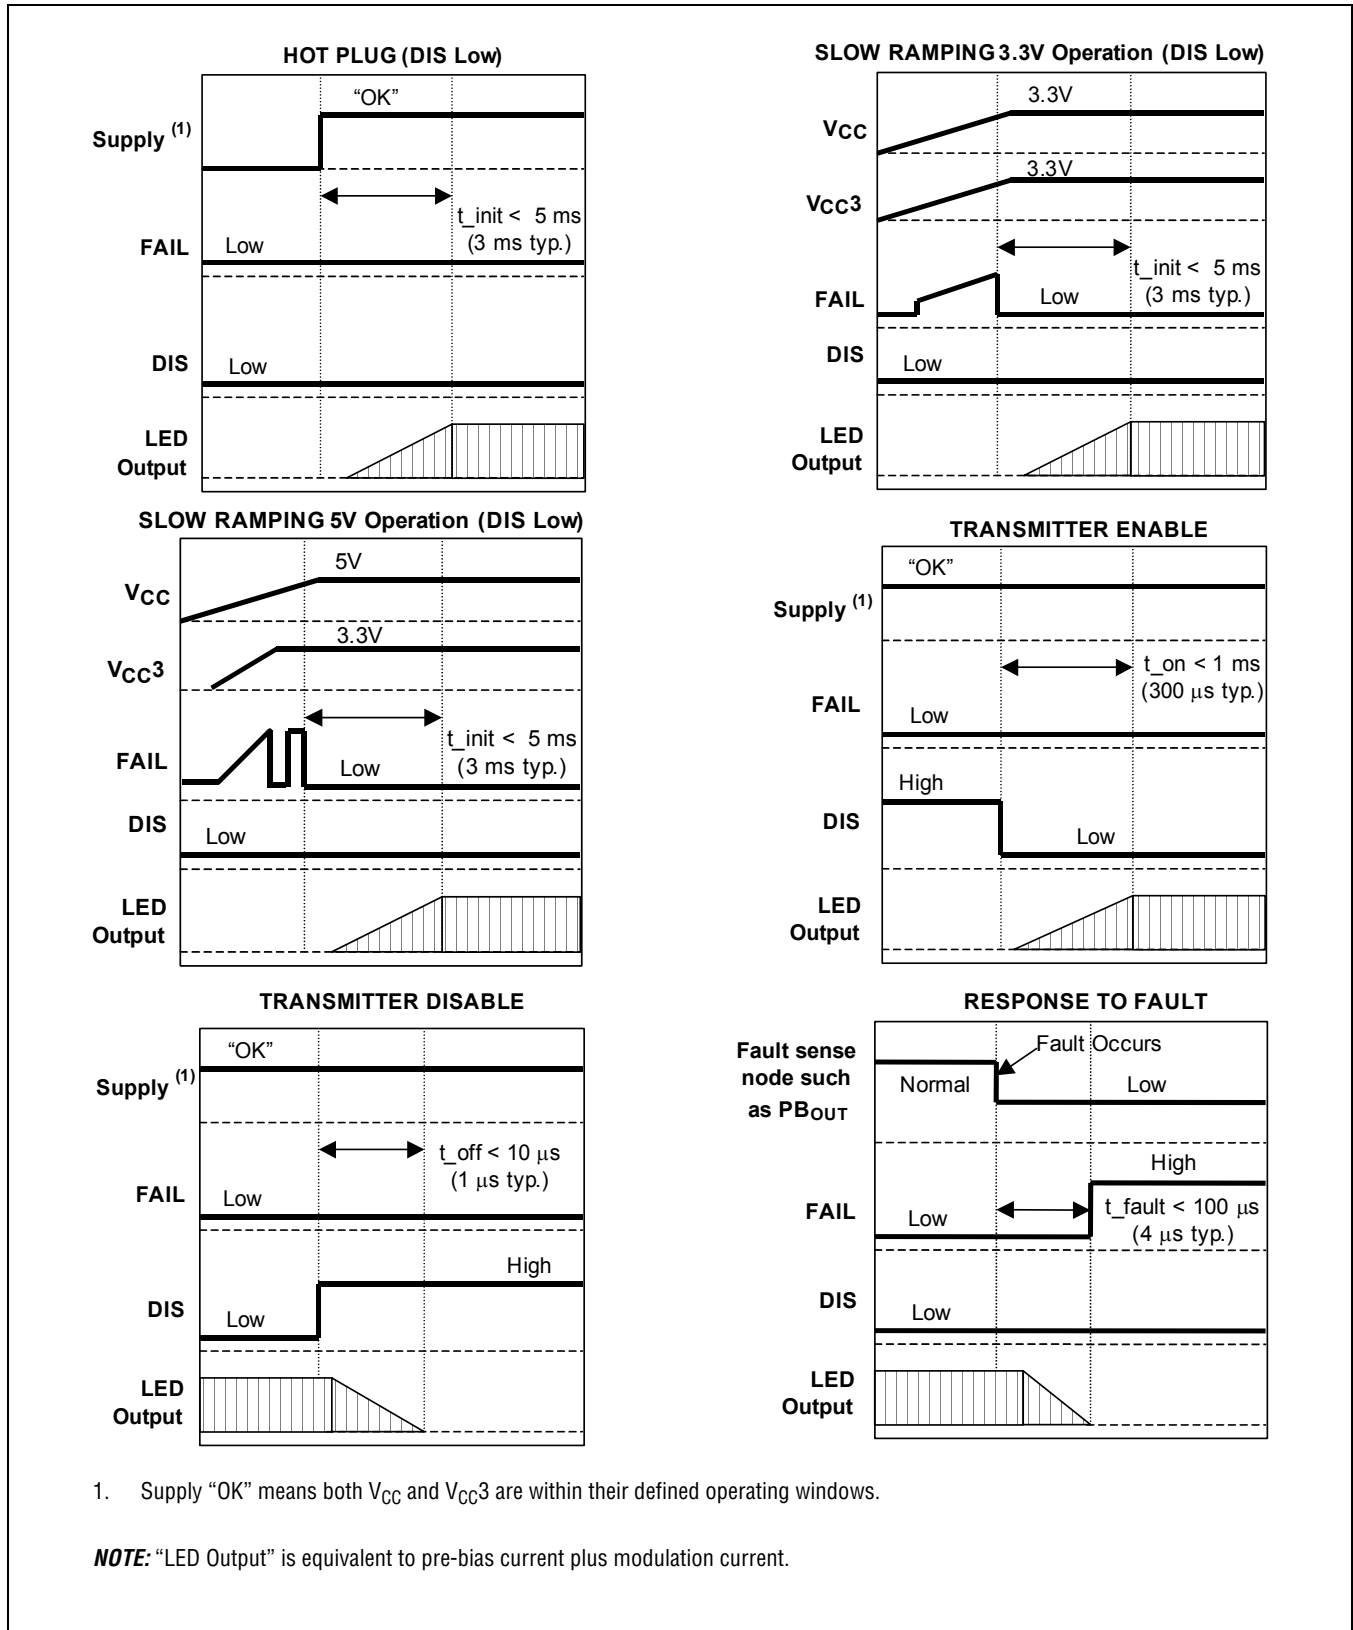 HOT PLUG (DIS Low)
"OK"
Supply (1)
t_init < 5 ms
(3 ms typ.)
FAIL
Low
DIS
Low
LED
Output
SLOW RAMPING 3.3V Operation (DIS Low)
3.3V
VCC
3.3V
VCC3
t_init < 5 ms
(3 ms typ.)
FAIL
Low
DIS
Low
LED
Output
SLOW RAMPING 5V Operation (DIS Low)
5V
VCC
3.3V
VCC3
t_init < 5 ms
(3 ms typ.)
FAIL
Low
DIS
Low
LED
Output
TRANSMITTER ENABLE
"OK"
Supply (1)
t_on < 1 ms
(300 μs typ.)
FAIL
Low
High
DIS
Low
LED
Output
TRANSMITTER DISABLE
"OK"
Supply (1)
t_off < 10 μs
(1 μs typ.)
FAIL
Low
High
DIS
Low
LED
Output
RESPONSE TO FAULT
Fault Occurs
Fault sense
node such
as PBOUT
Normal
Low
High
FAIL
Low
t_fault < 100 μs
(4 μs typ.)
DIS
Low
LED
Output
1. Supply "OK" means both VCC and VCC3 are within their defined operating windows.
NOTE: "LED Output" is equivalent to pre-bias current plus modulation current.